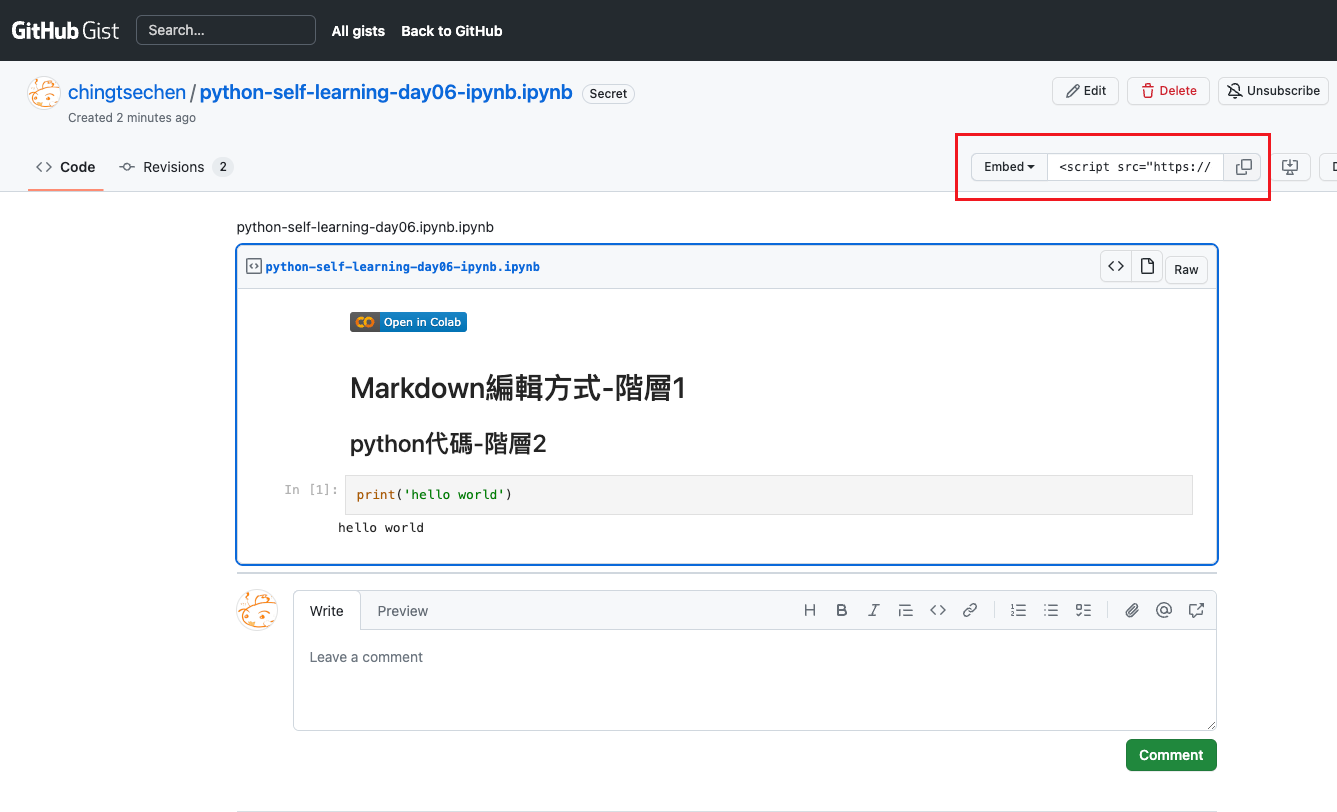 GitHub Gist Search... All gists Back to GitHub
chingtsechen / python-self-learning-day06-ipynb.ipynb Secret
Edit Delete Unsubscribe
Created 2 minutes ago
Code Revisions 2
Embed <script src="https://
python-self-learning-day06.ipynb.ipynb
python-self-learning-day06-ipynb.ipynb
Raw
Open in Colab
Markdown編輯方式-階層1
python代碼-階層2
In [1]: print('hello world')
hello world
Write Preview
Leave a comment
Comment